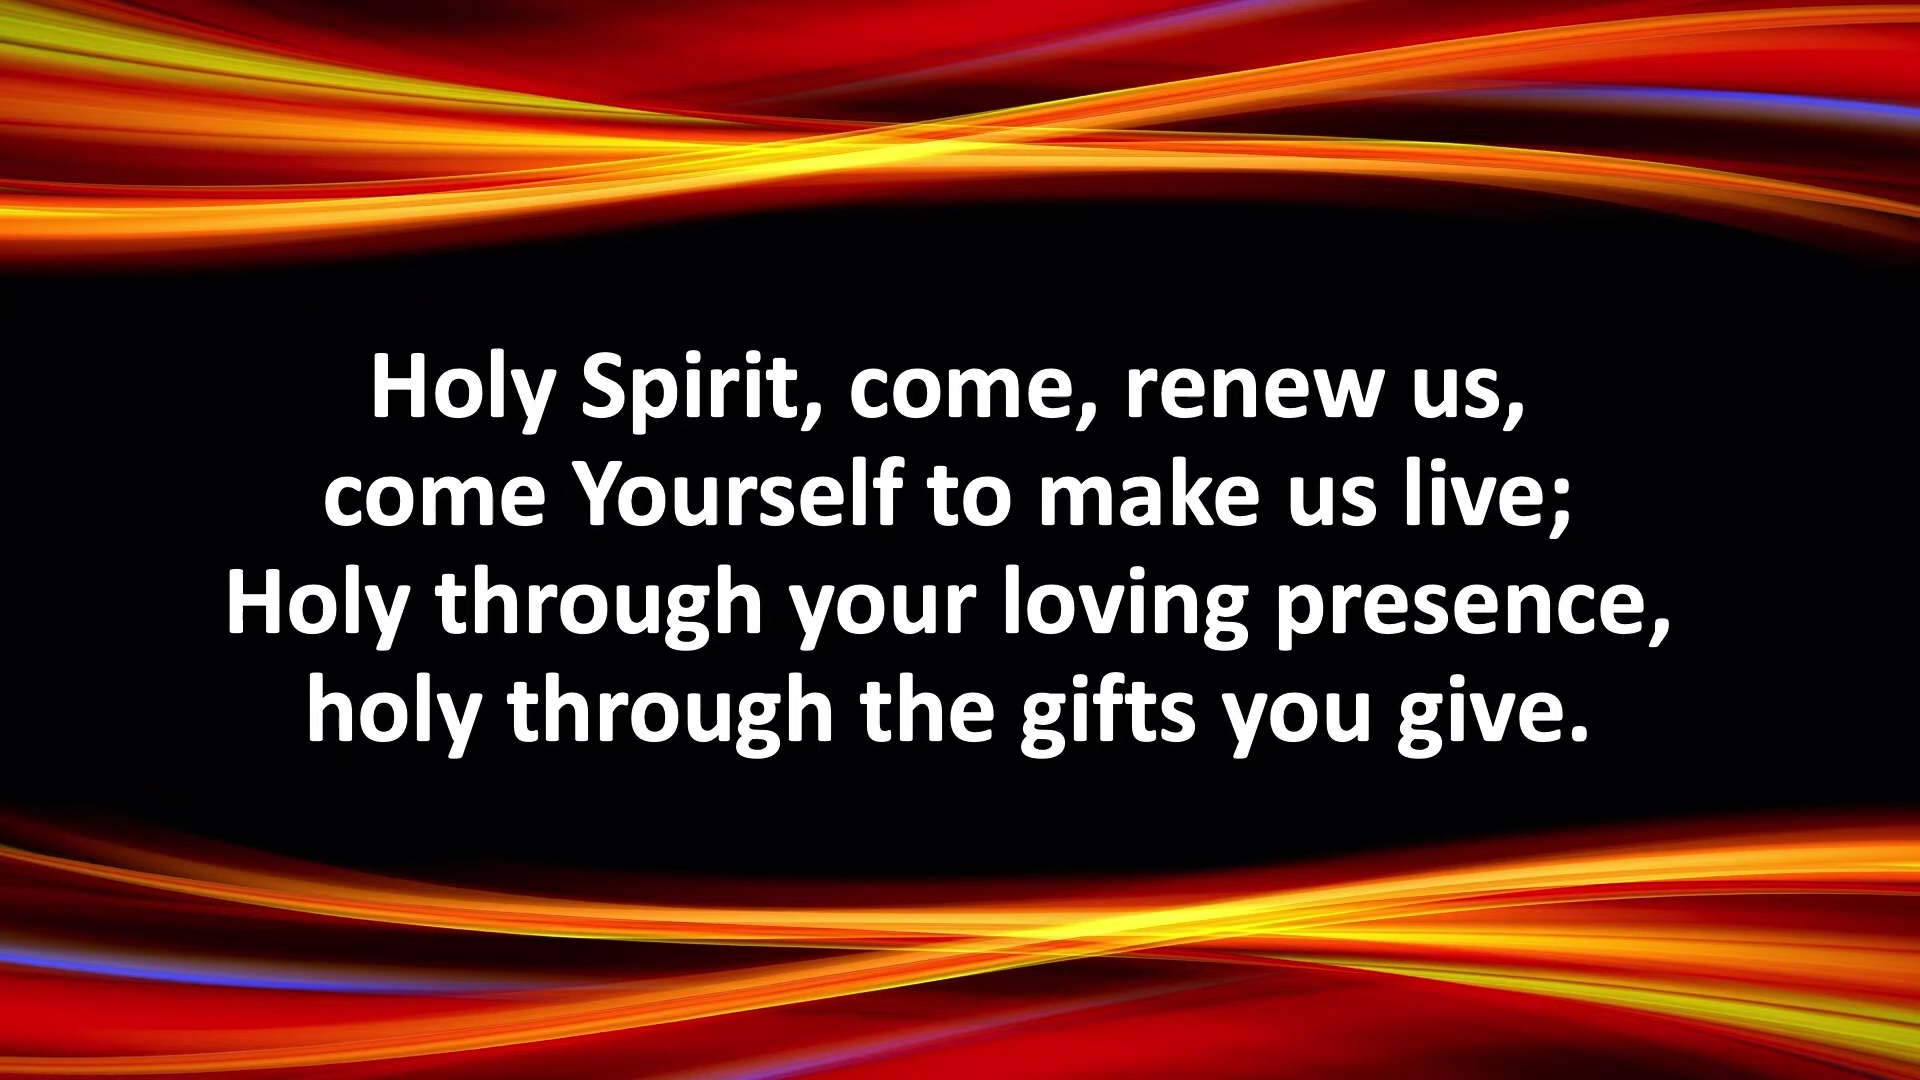 Holy Spirit, come, renew us,
come Yourself to make us live;
Holy through your loving presence,
holy through the gifts you give.